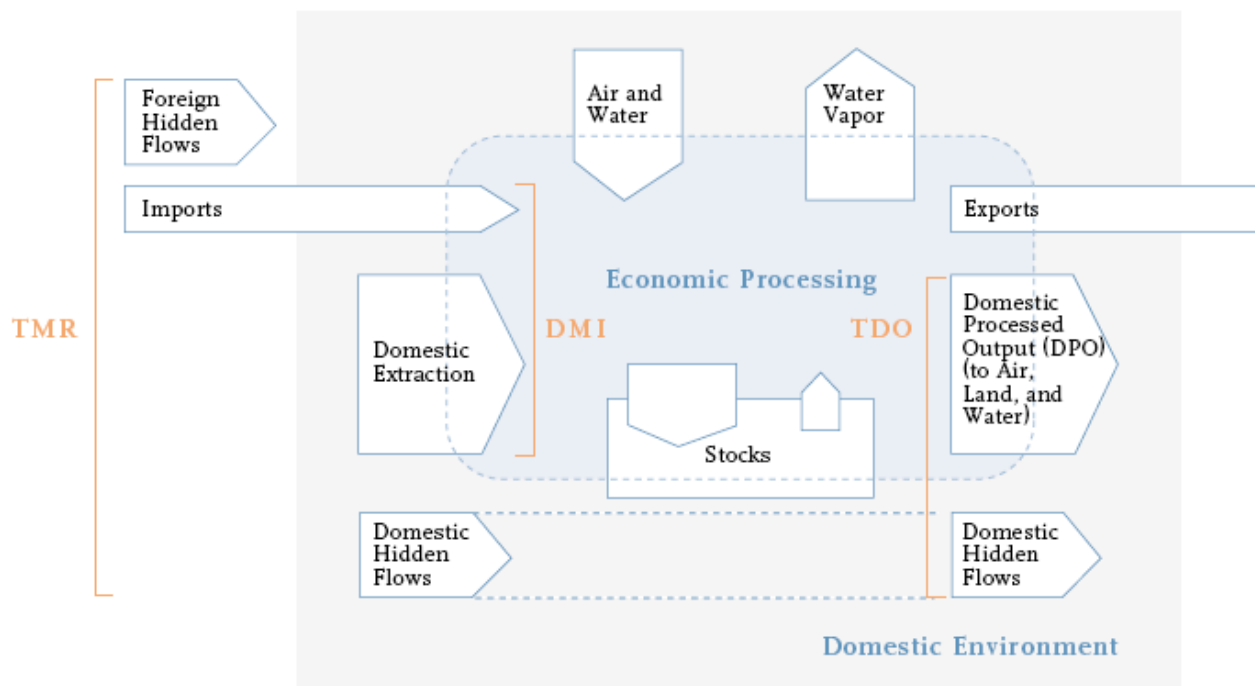 Foreign
Hidden
Flows
Air and
Water
Water
Vapor
Imports
Exports
Economic Processing
TMR
DMI
TDO
Domestic
Extraction
Domestic
Processed
Output (DPO)
(to Air,
Land, and
Water)
Stocks
Domestic
Hidden
Flows
Domestic
Hidden
Flows
Domestic Environment